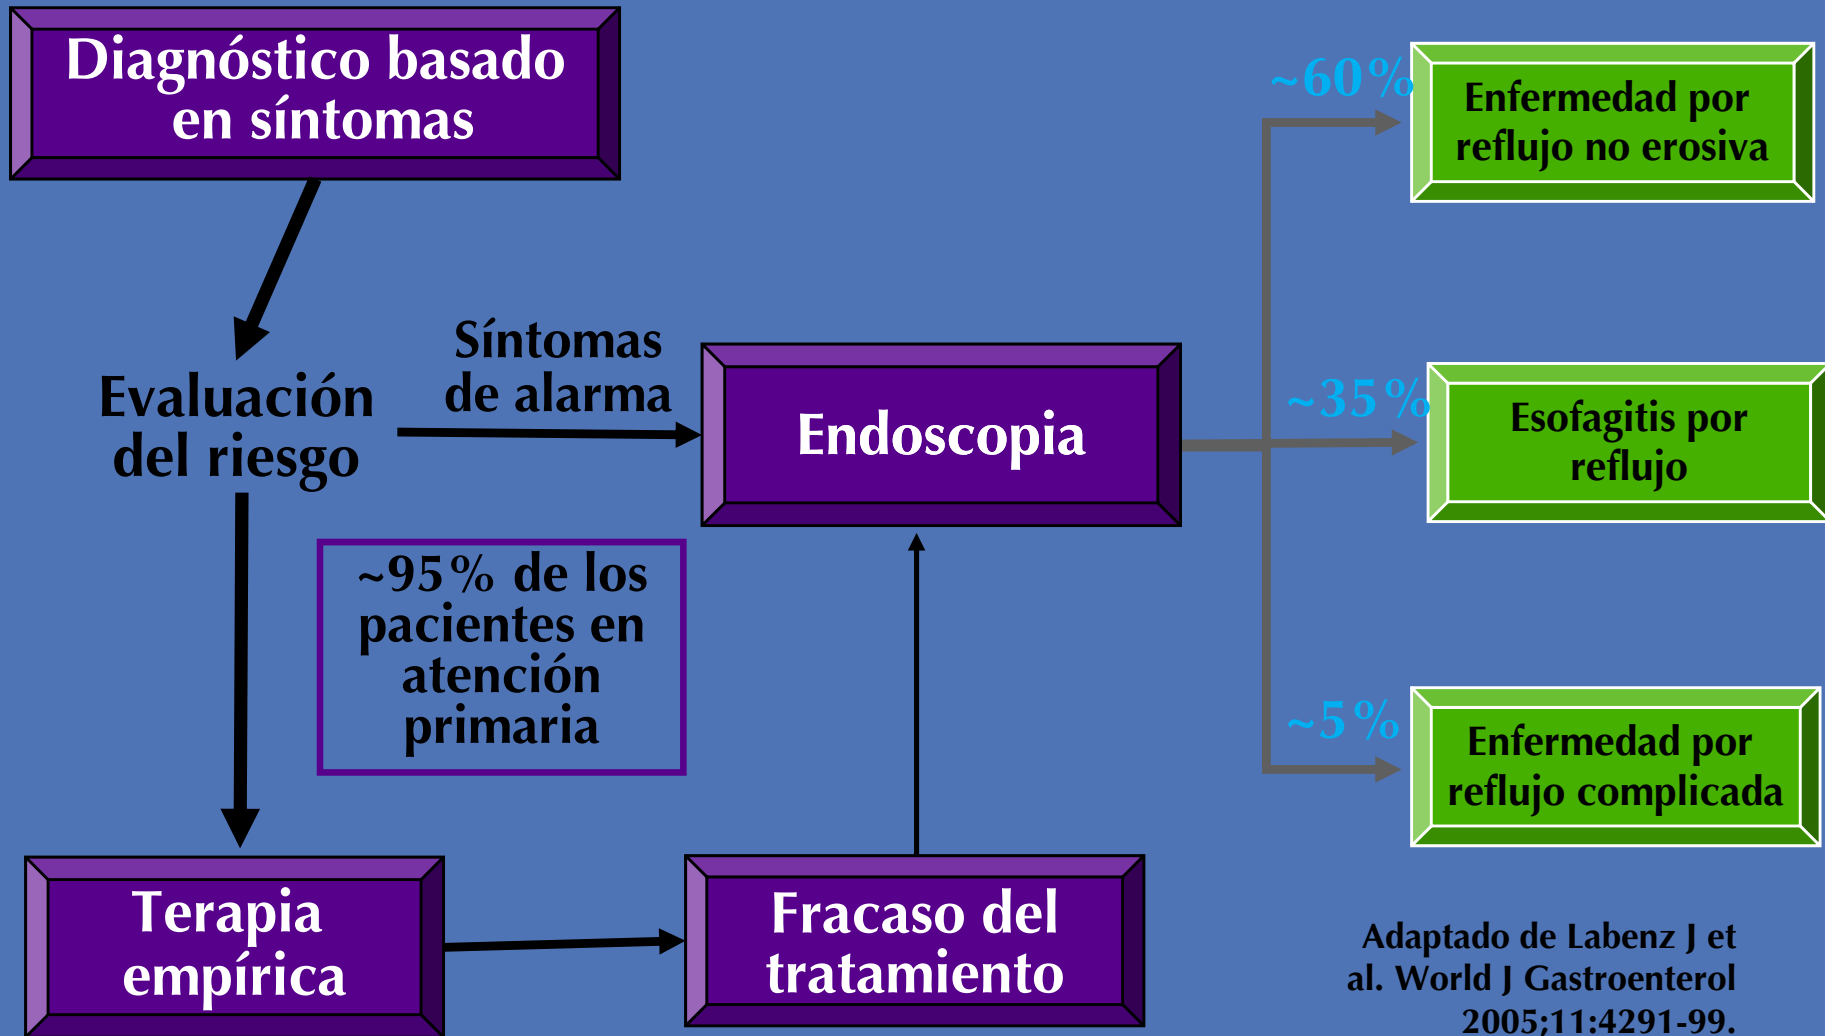 Diagnóstico basado
en síntomas
Evaluación
del riesgo
Síntomas
de alarma
Endoscopia
~95% de los
pacientes en
atención
primaria
Terapia
empírica
Fracaso del
tratamiento
~60%
Enfermedad por
reflujo no erosiva
~35%
Esofagitis por
reflujo
~5%
Enfermedad por
reflujo complicada
Adaptado de Labenz J et
al. World J Gastroenterol
2005;11:4291-99.